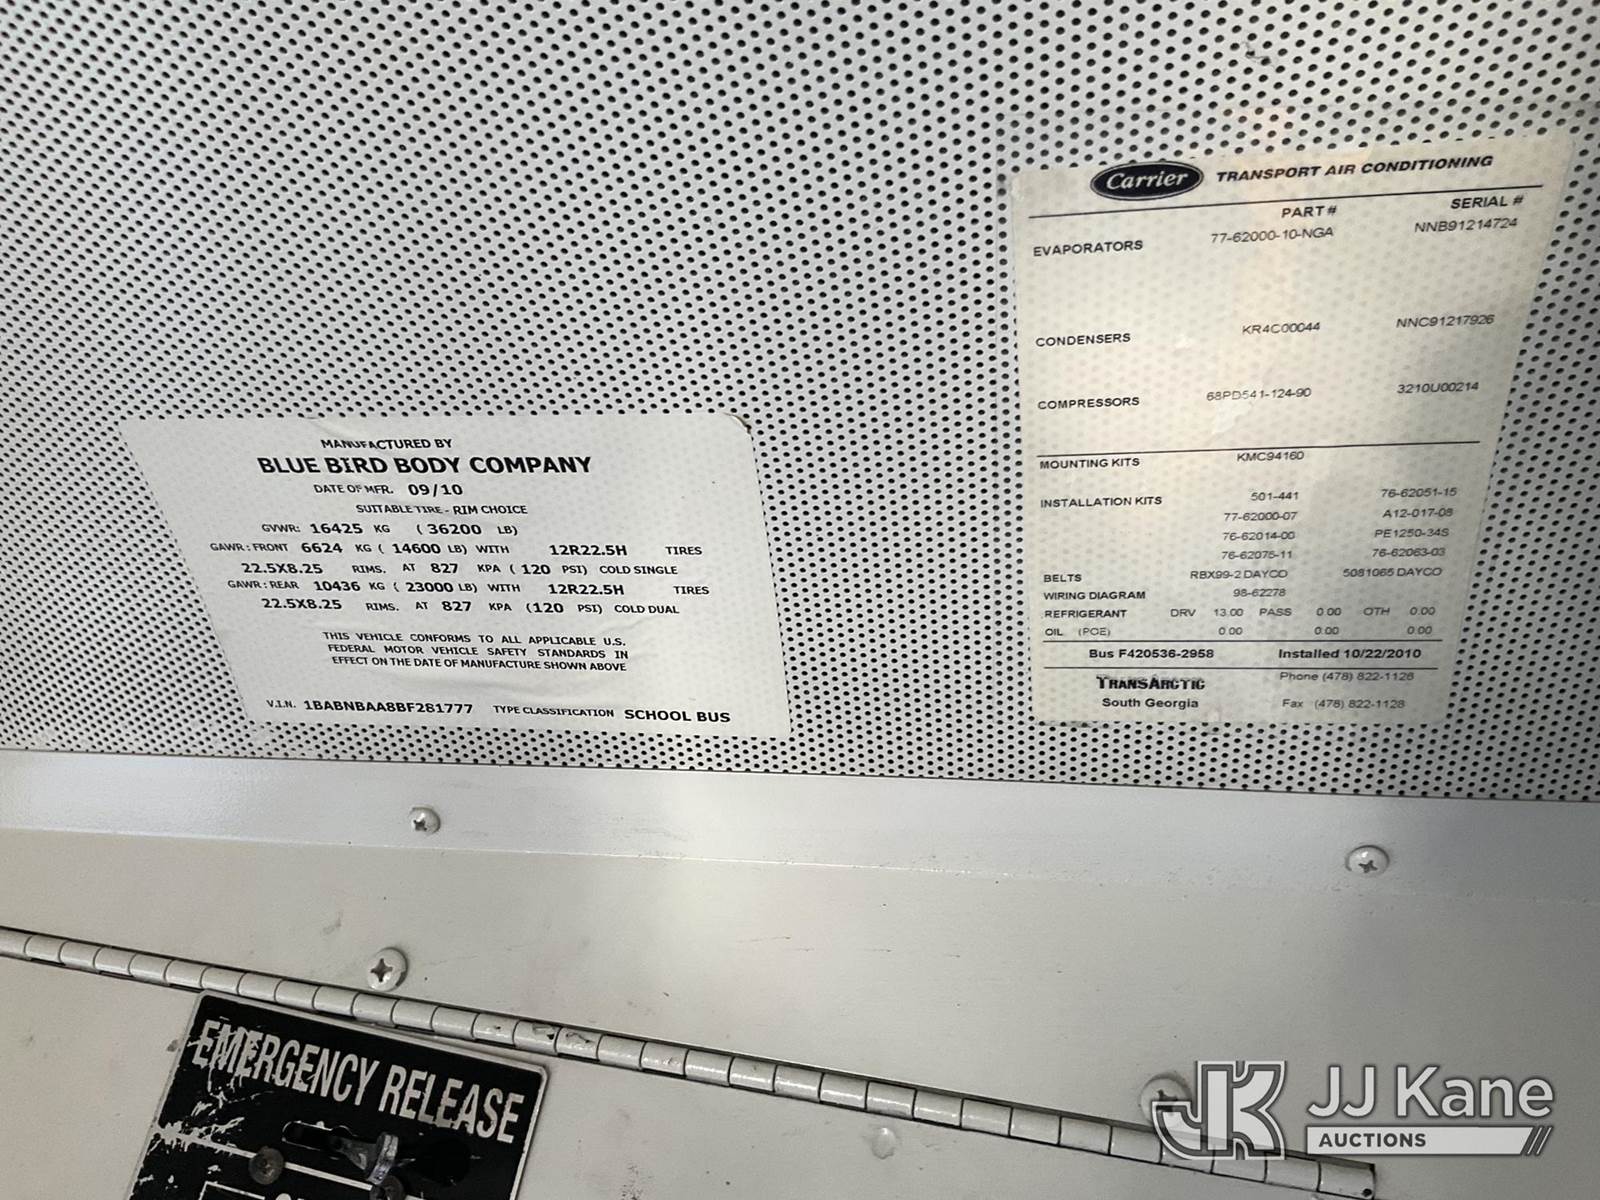 MANUFACTURED BY
BLUE BIRD BODY COMPANY
DATE OF MFR. 09/10
SUITABLE TIRE - RIM CHOICE
GVWR: 16425 KG ( 36200 LB)
GAWR: FRONT 6624 KG ( 14600 LB) WITH 12R22.5H TIRES
22.5X8.25 RIMS. AT 827 KPA ( 120 PSI) COLD SINGLE
GAWR: REAR 10436 KG ( 23000 LB) WITH 12R22.5H TIRES
22.5X8.25 RIMS. AT 827 KPA (120 PSI) COLD DUAL
THIS VEHICLE CONFORMS TO ALL APPLICABLE U.S.
FEDERAL MOTOR VEHICLE SAFETY STANDARDS IN
EFFECT ON THE DATE OF MANUFACTURE SHOWN ABOVE
V.I.N. 1BABNBAA8BF281777 TYPE CLASSIFICATION SCHOOL BUS
Carrier TRANSPORT AIR CONDITIONING
PART # SERIAL #
EVAPORATORS 77-62000-10-NGA NNB91214724
CONDENSERS KR4C00044 NNC91217926
COMPRESSORS 68PD541-124-90 3210U00214
MOUNTING KITS KMC94160
INSTALLATION KITS 501-441 76-62051-15
77-62000-07 A12-017-08
76-62014-00 PE1250-34S
76-62075-11 76-62063-03
BELTS RBX99-2 DAYCO 5081065 DAYCO
WIRING DIAGRAM 98-62278
REFRIGERANT DRV 13.00 PASS 0.00 OTH 0.00
OIL (POE) 0.00 0.00 0.00
Bus F420536-2958 Installed 10/22/2010
TRANSARCTIC Phone (478) 822-1128
South Georgia Fax (478) 822-1128
EMERGENCY RELEASE
JK JJ Kane
AUCTIONS